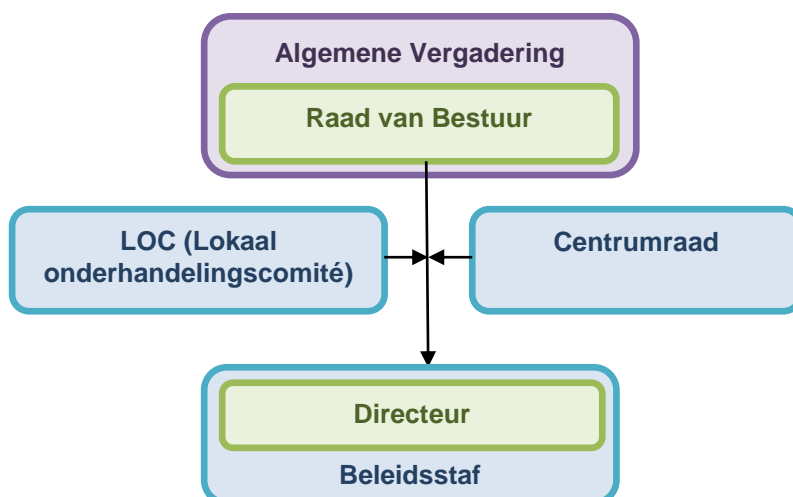 Algemene Vergadering
Raad van Bestuur
LOC (Lokaal
onderhandelingscomité)
Centrumraad
Directeur
Beleidsstaf